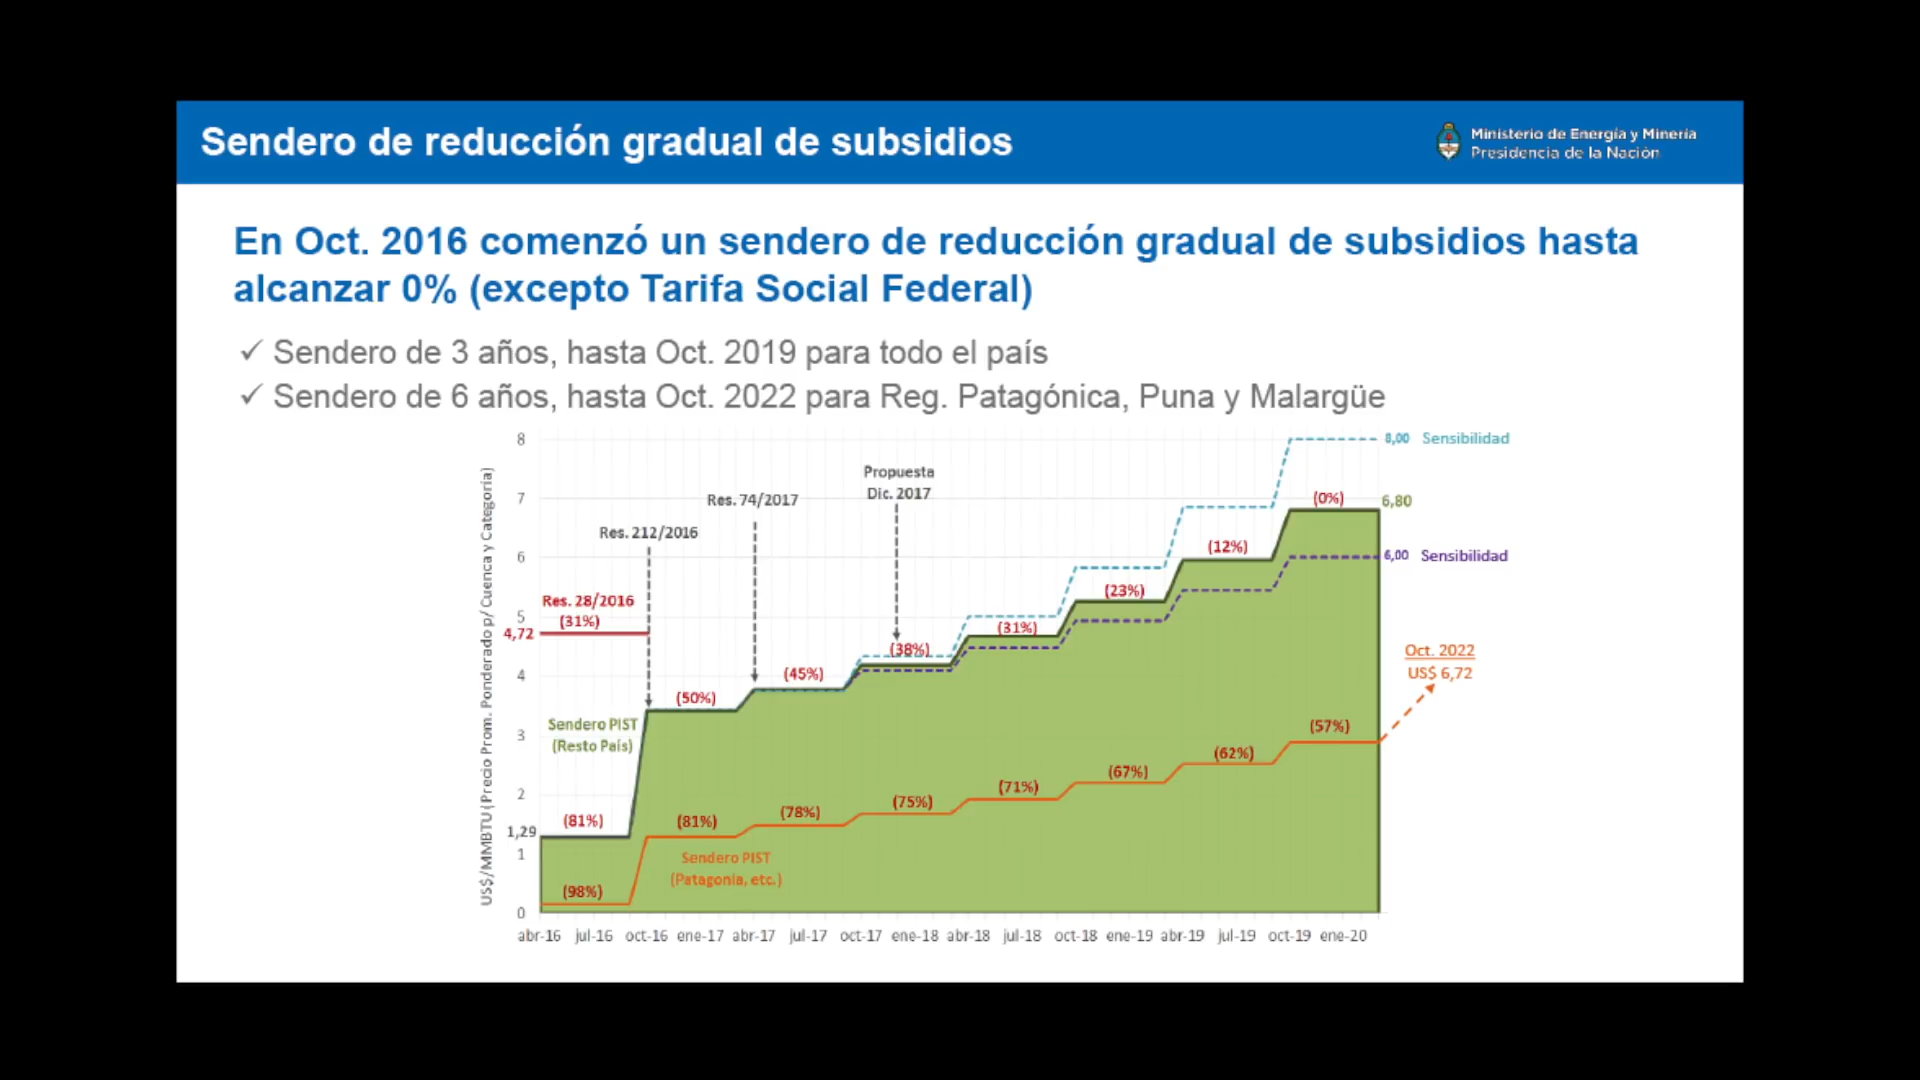 Sendero de reducción gradual de subsidios
Ministerio de Energía y Minería
Presidencia de la Nación
En Oct. 2016 comenzó un sendero de reducción gradual de subsidios hasta
alcanzar 0% (excepto Tarifa Social Federal)
✓ Sendero de 3 años, hasta Oct. 2019 para todo el país
✓ Sendero de 6 años, hasta Oct. 2022 para Reg. Patagónica, Puna y Malargüe
US$/MMBTU (Precio Prom. Ponderado p/ Cuenca y Categoría)
8
7
6
5
4,72
4
3
2
1,29
1
0
Res. 28/2016
(31%)
Res. 212/2016
Res. 74/2017
Propuesta
Dic. 2017
8,00 Sensibilidad
6,80
6,00 Sensibilidad
Oct. 2022
US$ 6,72
(81%)
(50%)
(45%)
(38%)
(31%)
(23%)
(12%)
(0%)
Sendero PIST
(Resto País)
(98%)
(81%)
(78%)
(75%)
(71%)
(67%)
(62%)
(57%)
Sendero PIST
(Patagonia, etc.)
abr-16 jul-16 oct-16 ene-17 abr-17 jul-17 oct-17 ene-18 abr-18 jul-18 oct-18 ene-19 abr-19 jul-19 oct-19 ene-20